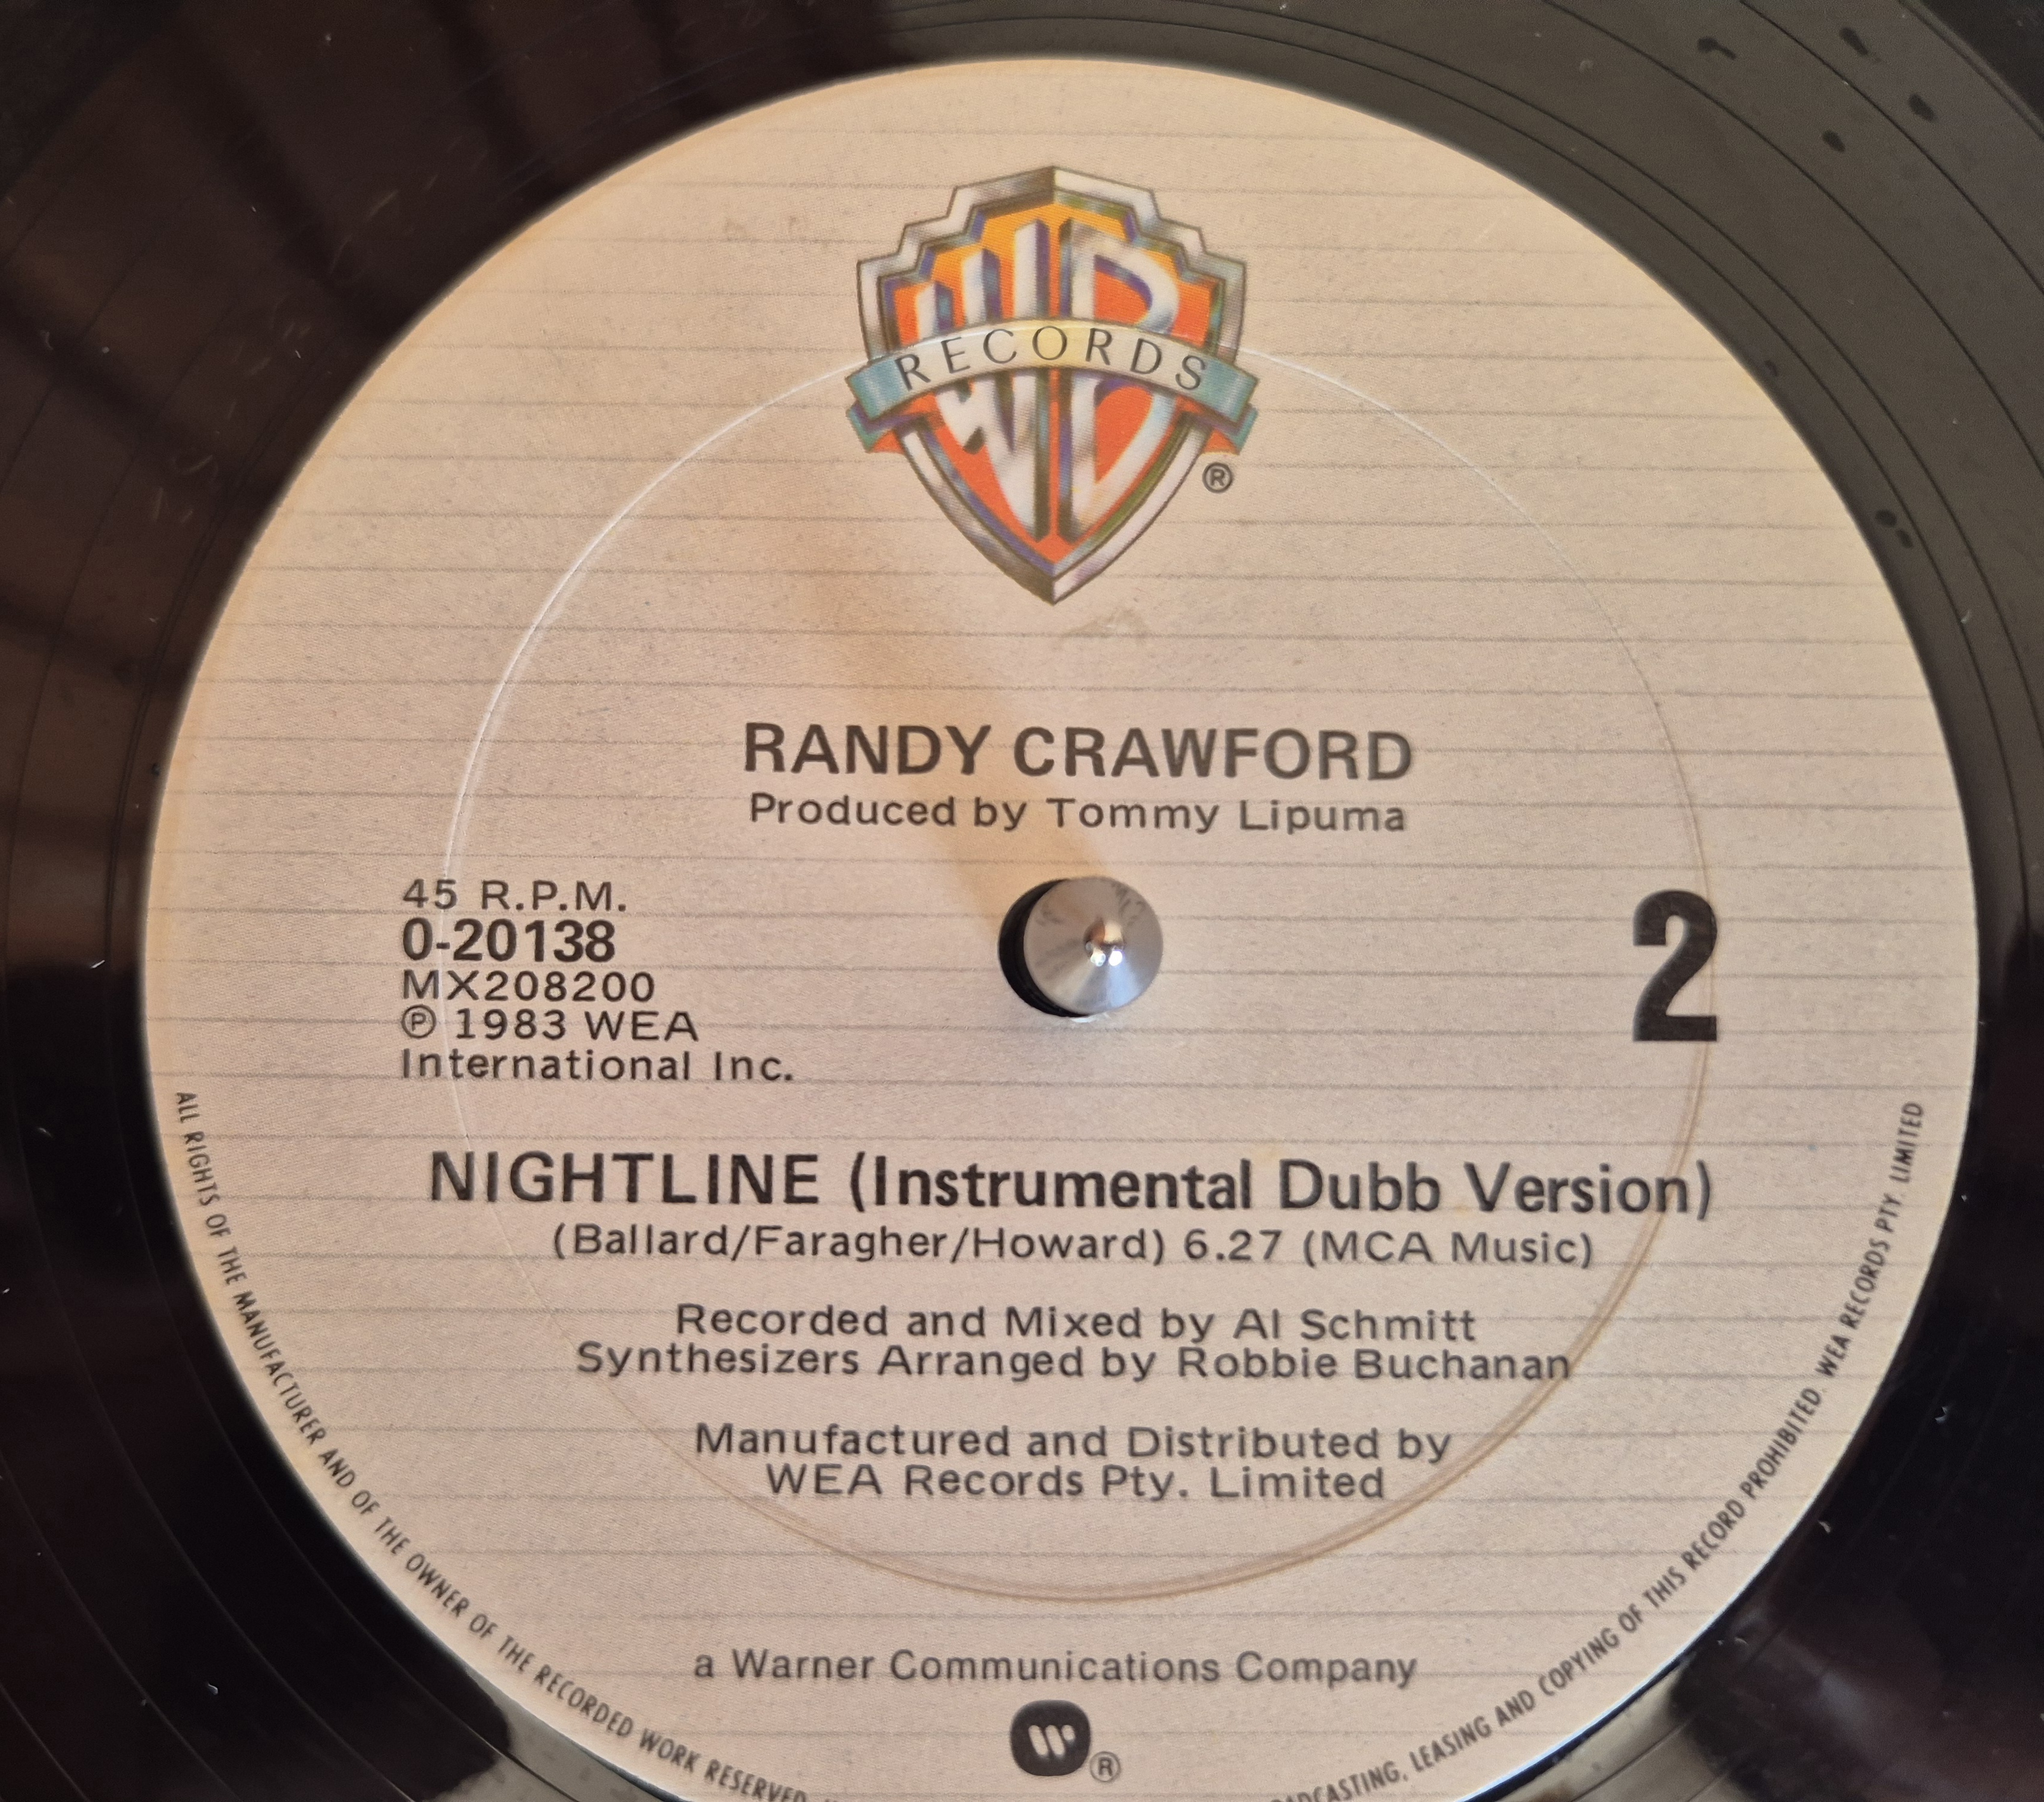 WB
RECORDS
®
RANDY CRAWFORD
Produced by Tommy Lipuma
45 R.P.M.
0-20138
MX208200
Ⓟ 1983 WEA
International Inc.
2
NIGHTLINE (Instrumental Dubb Version)
(Ballard/Faragher/Howard) 6.27 (MCA Music)
Recorded and Mixed by Al Schmitt
Synthesizers Arranged by Robbie Buchanan
Manufactured and Distributed by
WEA Records Pty. Limited
a Warner Communications Company
W ®
ALL RIGHTS OF THE MANUFACTURER AND OF THE OWNER OF THE RECORDED WORK RESERVED.
LEASING AND COPYING OF THIS RECORD PROHIBITED. WEA RECORDS PTY. LIMITED